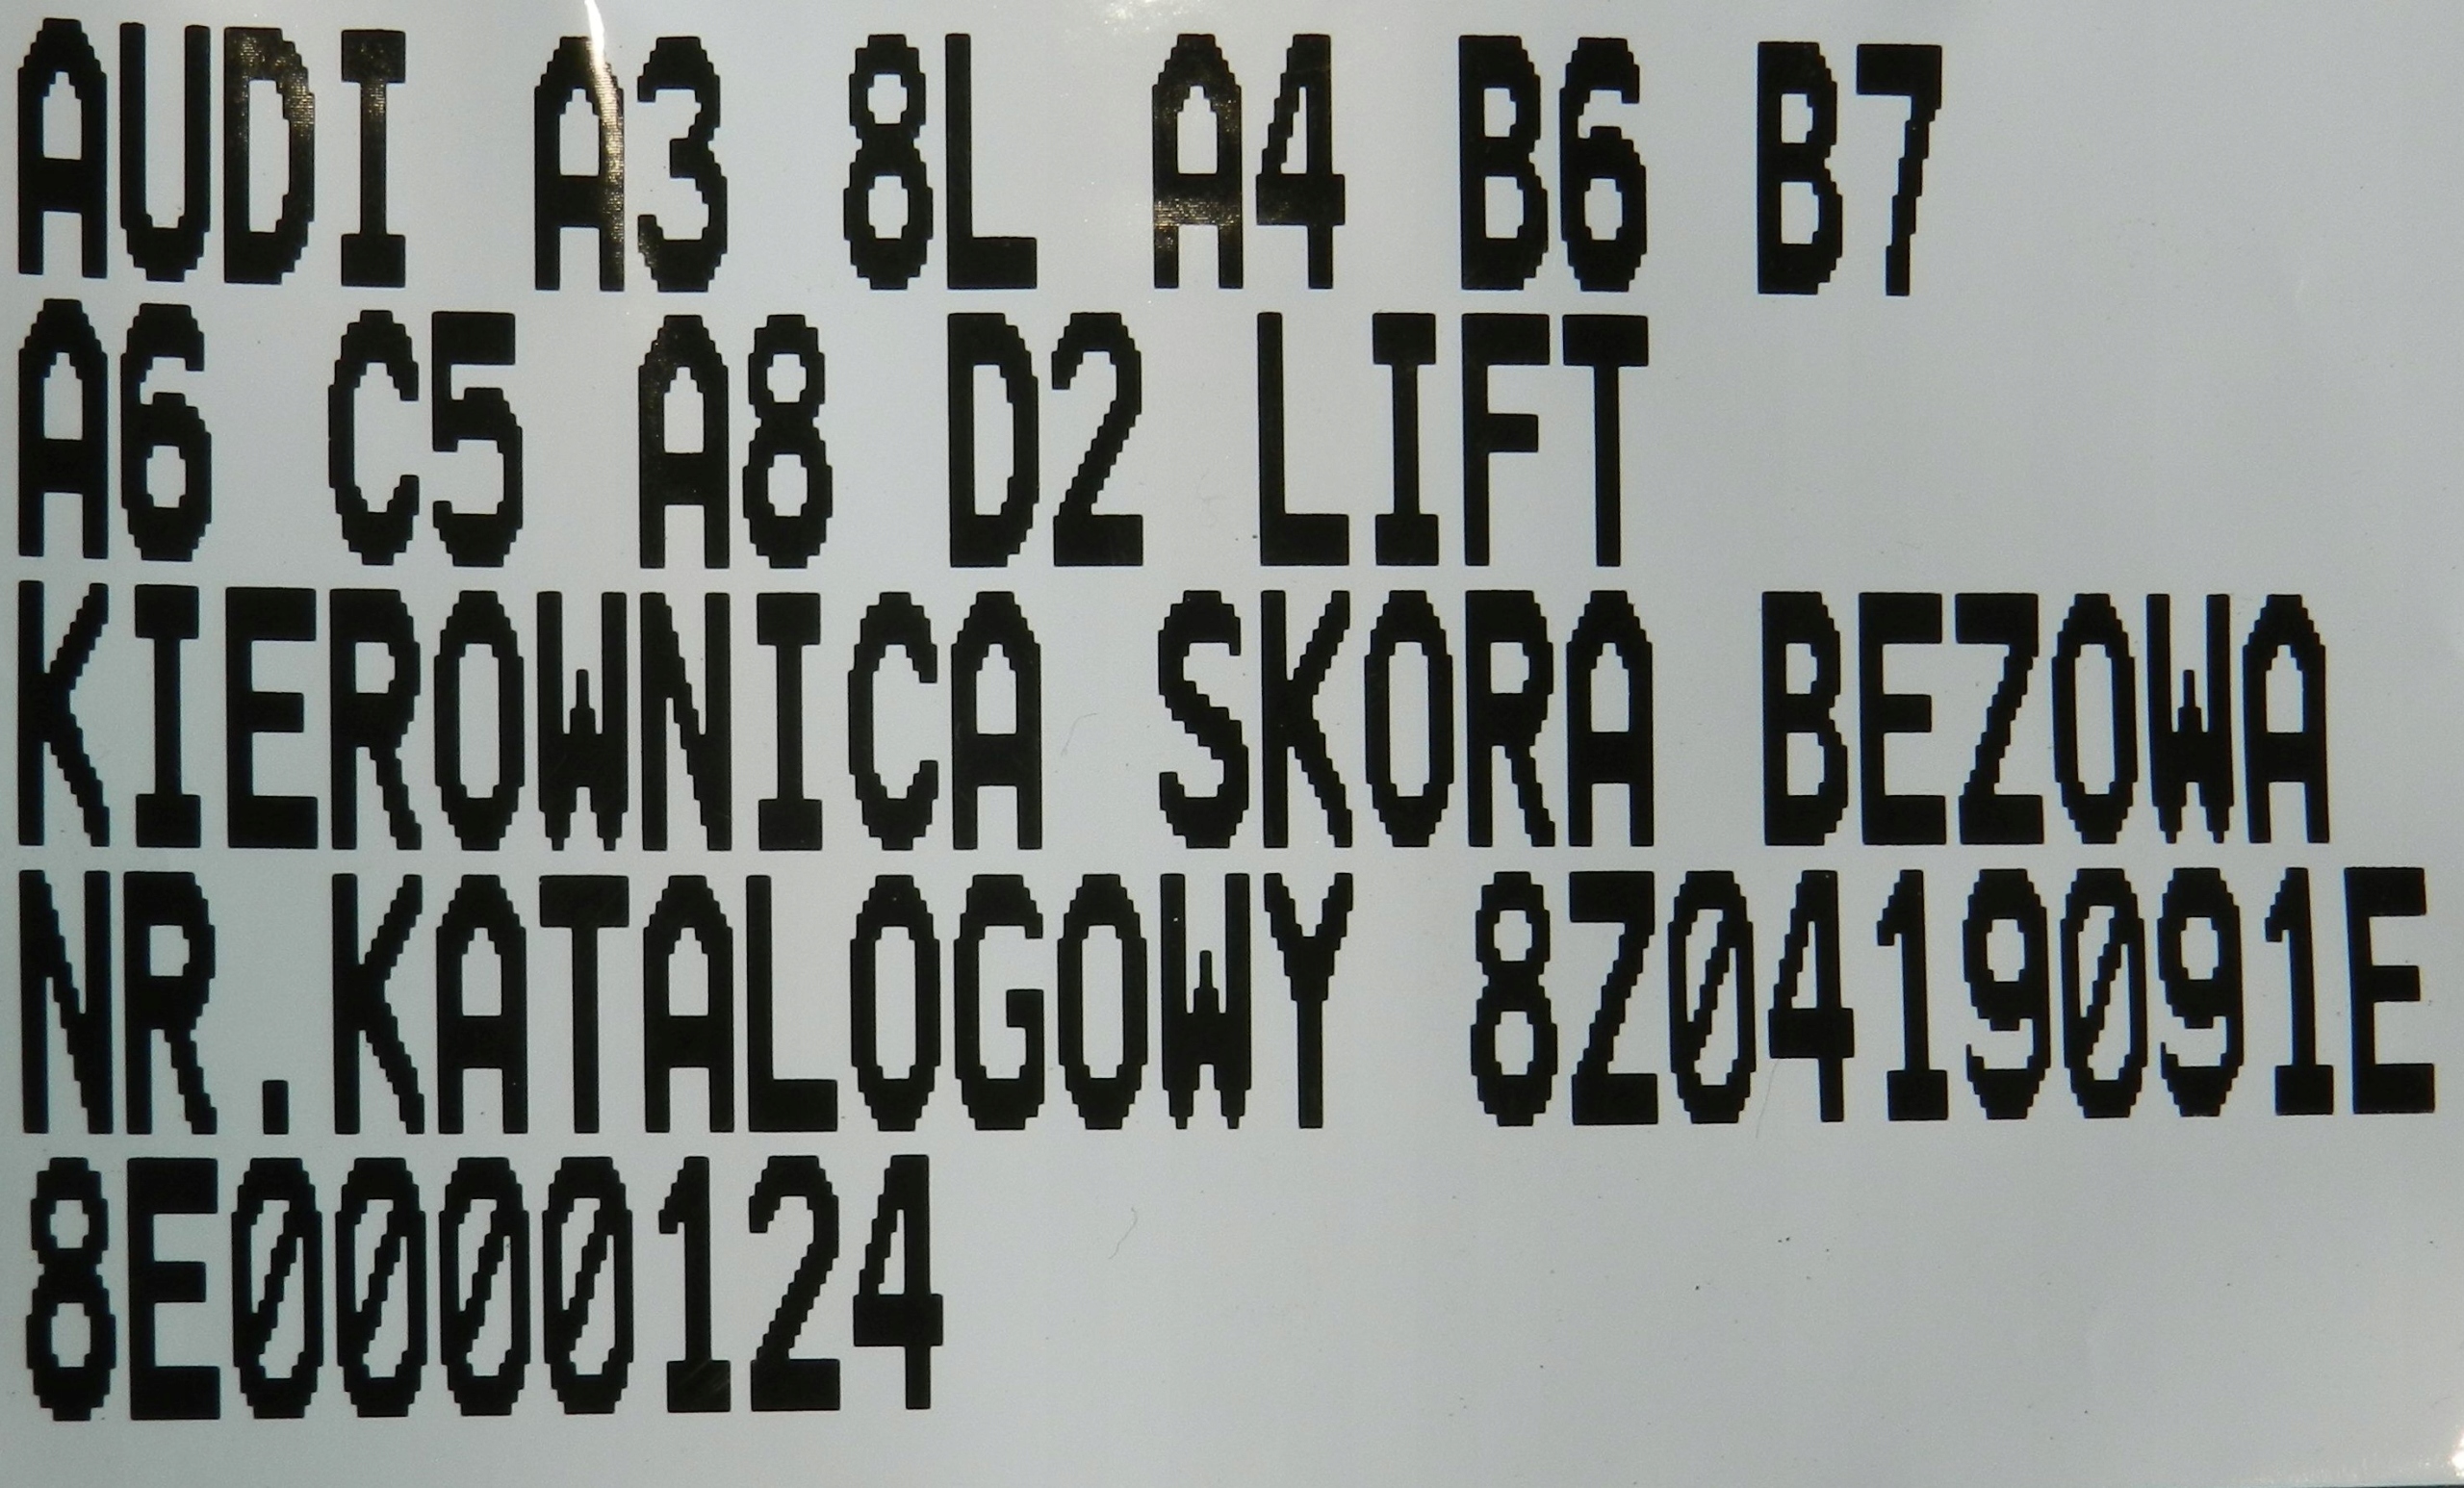 AUDI A3 8L A4 B6 B7
A6 C5 A8 D2 LIFT
KIEROWNICA SKORA BEZOWA
NR.KATALOGOWY 8Z0419091E
8E0000124